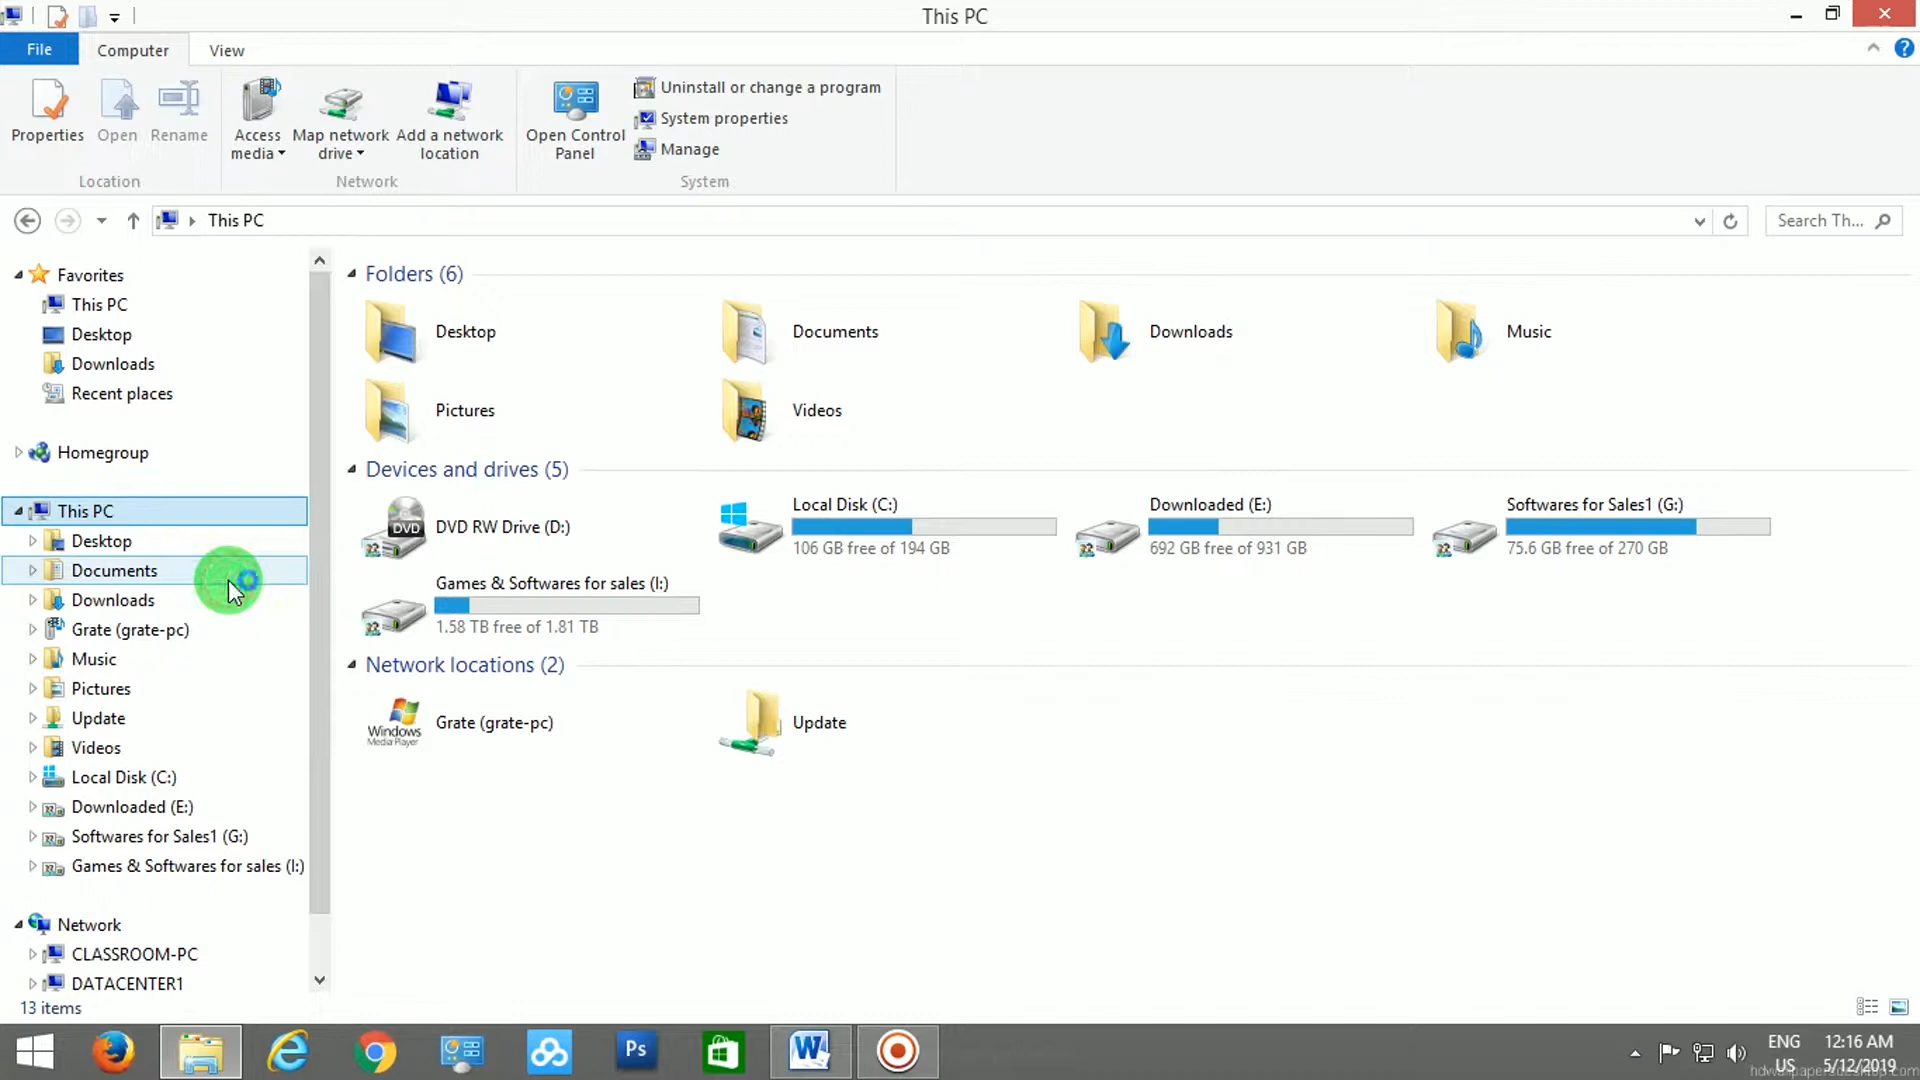 This PC
File
Computer
View
Properties
Open
Rename
Access media
Map network drive
Add a network location
Open Control Panel
Uninstall or change a program
System properties
Manage
Location
Network
System
This PC
Search Th...
Favorites
This PC
Desktop
Downloads
Recent places
Homegroup
This PC
Desktop
Documents
Downloads
Grate (grate-pc)
Music
Pictures
Update
Videos
Local Disk (C:)
Downloaded (E:)
Softwares for Sales1 (G:)
Games & Softwares for sales (I:)
Network
CLASSROOM-PC
DATACENTER1
13 items
Folders (6)
Desktop
Documents
Downloads
Music
Pictures
Videos
Devices and drives (5)
DVD
DVD RW Drive (D:)
Local Disk (C:)
106 GB free of 194 GB
Downloaded (E:)
692 GB free of 931 GB
Softwares for Sales1 (G:)
75.6 GB free of 270 GB
Games & Softwares for sales (I:)
1.58 TB free of 1.81 TB
Network locations (2)
Windows
Media Player
Grate (grate-pc)
Update
Ps
W
ENG
US
12:16 AM
5/12/2019